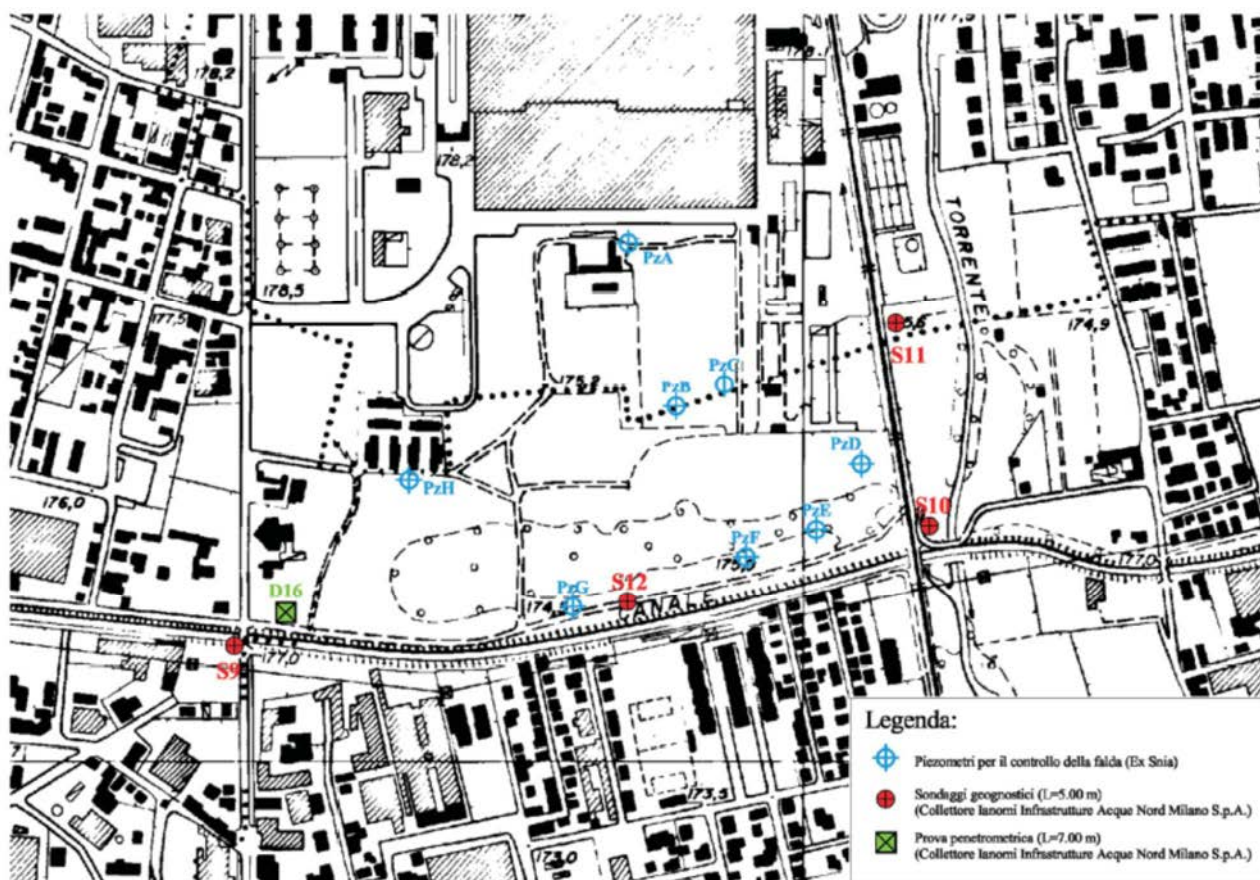 178,2
178,2
178,5
177,5
PzA
TORRENTE
S11
174,9
PzC
175,2
PzB
PzD
PzH
176,0
S10
PzE
PzF
177,0
D16
PzG
S12
CANALE
S9
177,0
173,5
173,0
Legenda:
Piezometri per il controllo della falda (Ex Snia)
Sondaggi geognostici (L=5.00 m)
(Collettore Ianomi Infrastrutture Acque Nord Milano S.p.A.)
Prova penetrometrica (L=7.00 m)
(Collettore Ianomi Infrastrutture Acque Nord Milano S.p.A.)